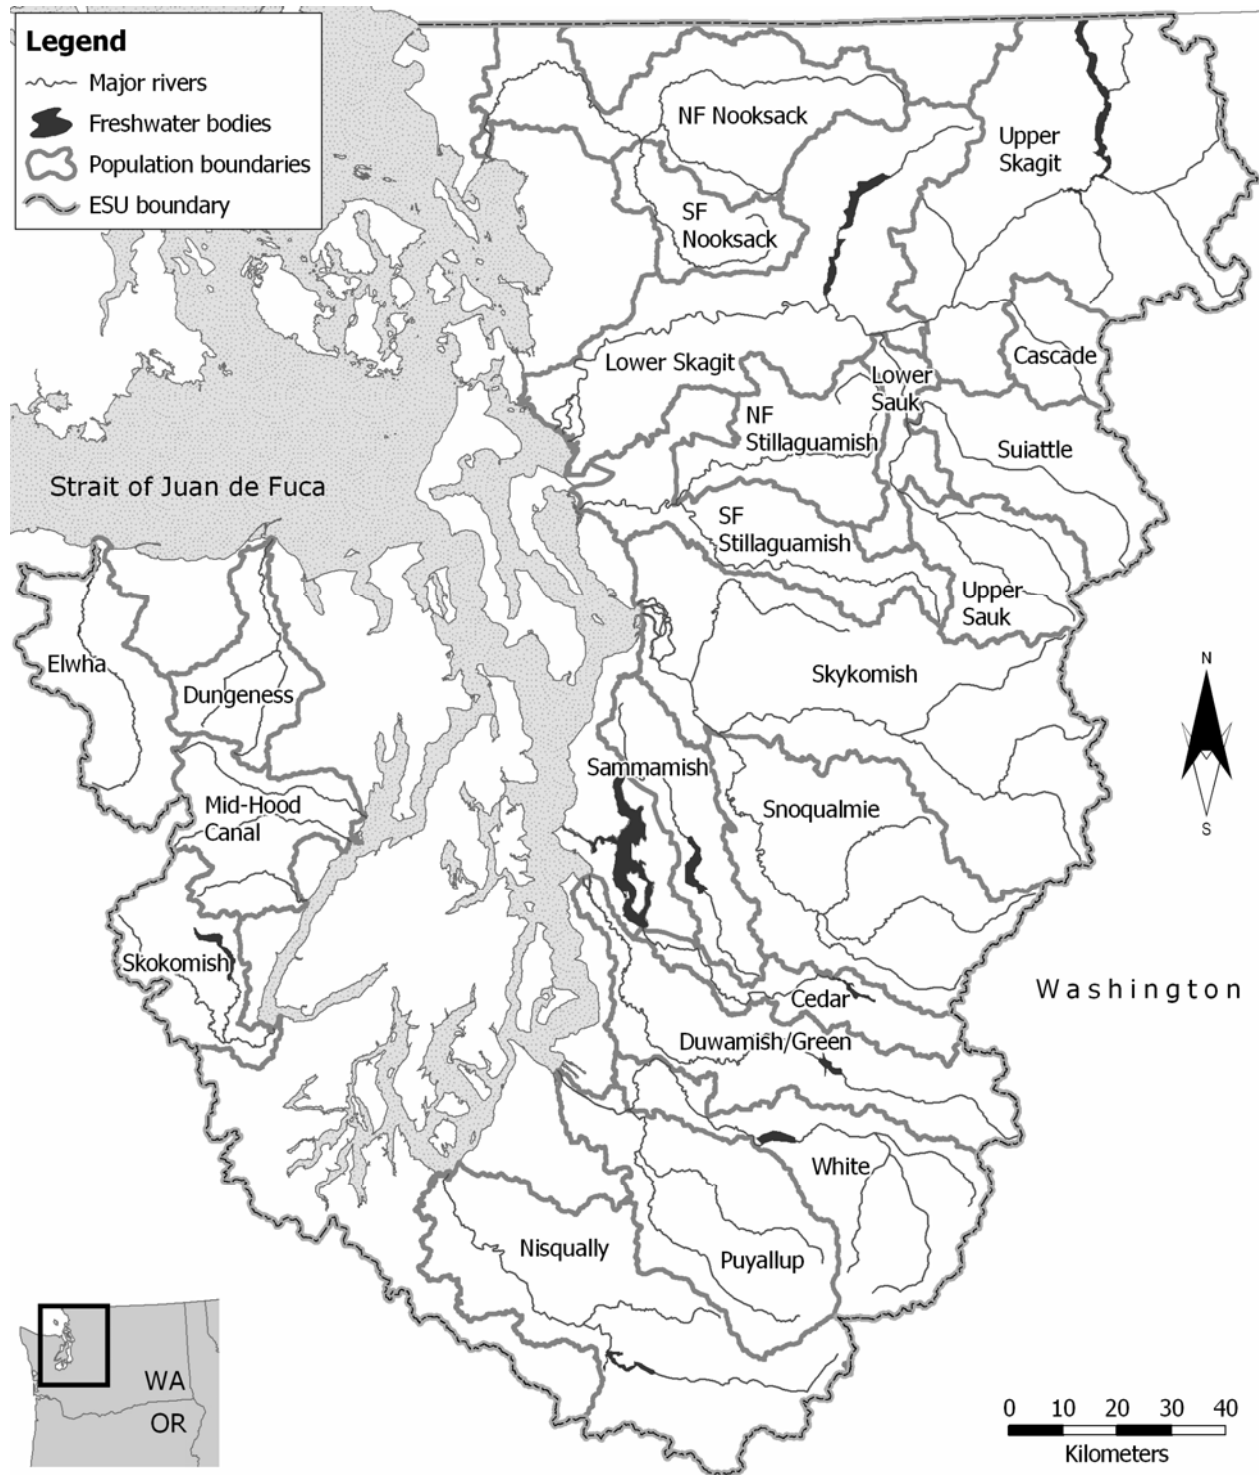 Legend
Major rivers
Freshwater bodies
Population boundaries
ESU boundary
NF Nooksack
Upper
Skagit
SF
Nooksack
Lower Skagit
Cascade
Lower
Sauk
NF
Stillaguamish
Suiattle
Strait of Juan de Fuca
SF
Stillaguamish
Upper
Sauk
Elwha
Dungeness
Skykomish
N
S
Sammamish
Mid-Hood
Canal
Snoqualmie
Skokomish
Cedar
Washington
Duwamish/Green
White
Nisqually
Puyallup
WA
OR
0 10 20 30 40
Kilometers